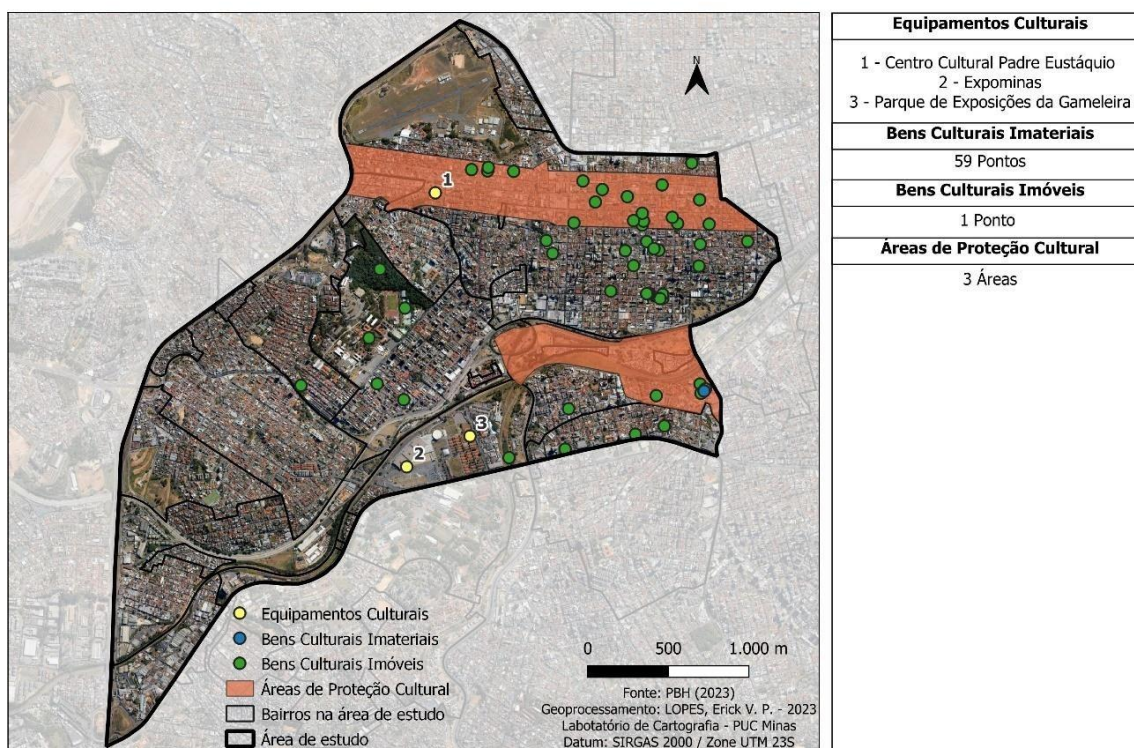 N
1
2
3
Equipamentos Culturais
Bens Culturais Imateriais
Bens Culturais Imóveis
Áreas de Proteção Cultural
Bairros na área de estudo
Área de estudo
0 500 1.000 m
Fonte: PBH (2023)
Geoprocessamento: LOPES, Erick V. P. - 2023
Labotatório de Cartografia - PUC Minas
Datum: SIRGAS 2000 / Zone UTM 23S
Equipamentos Culturais
1 - Centro Cultural Padre Eustáquio
2 - Expominas
3 - Parque de Exposições da Gameleira
Bens Culturais Imateriais
59 Pontos
Bens Culturais Imóveis
1 Ponto
Áreas de Proteção Cultural
3 Áreas